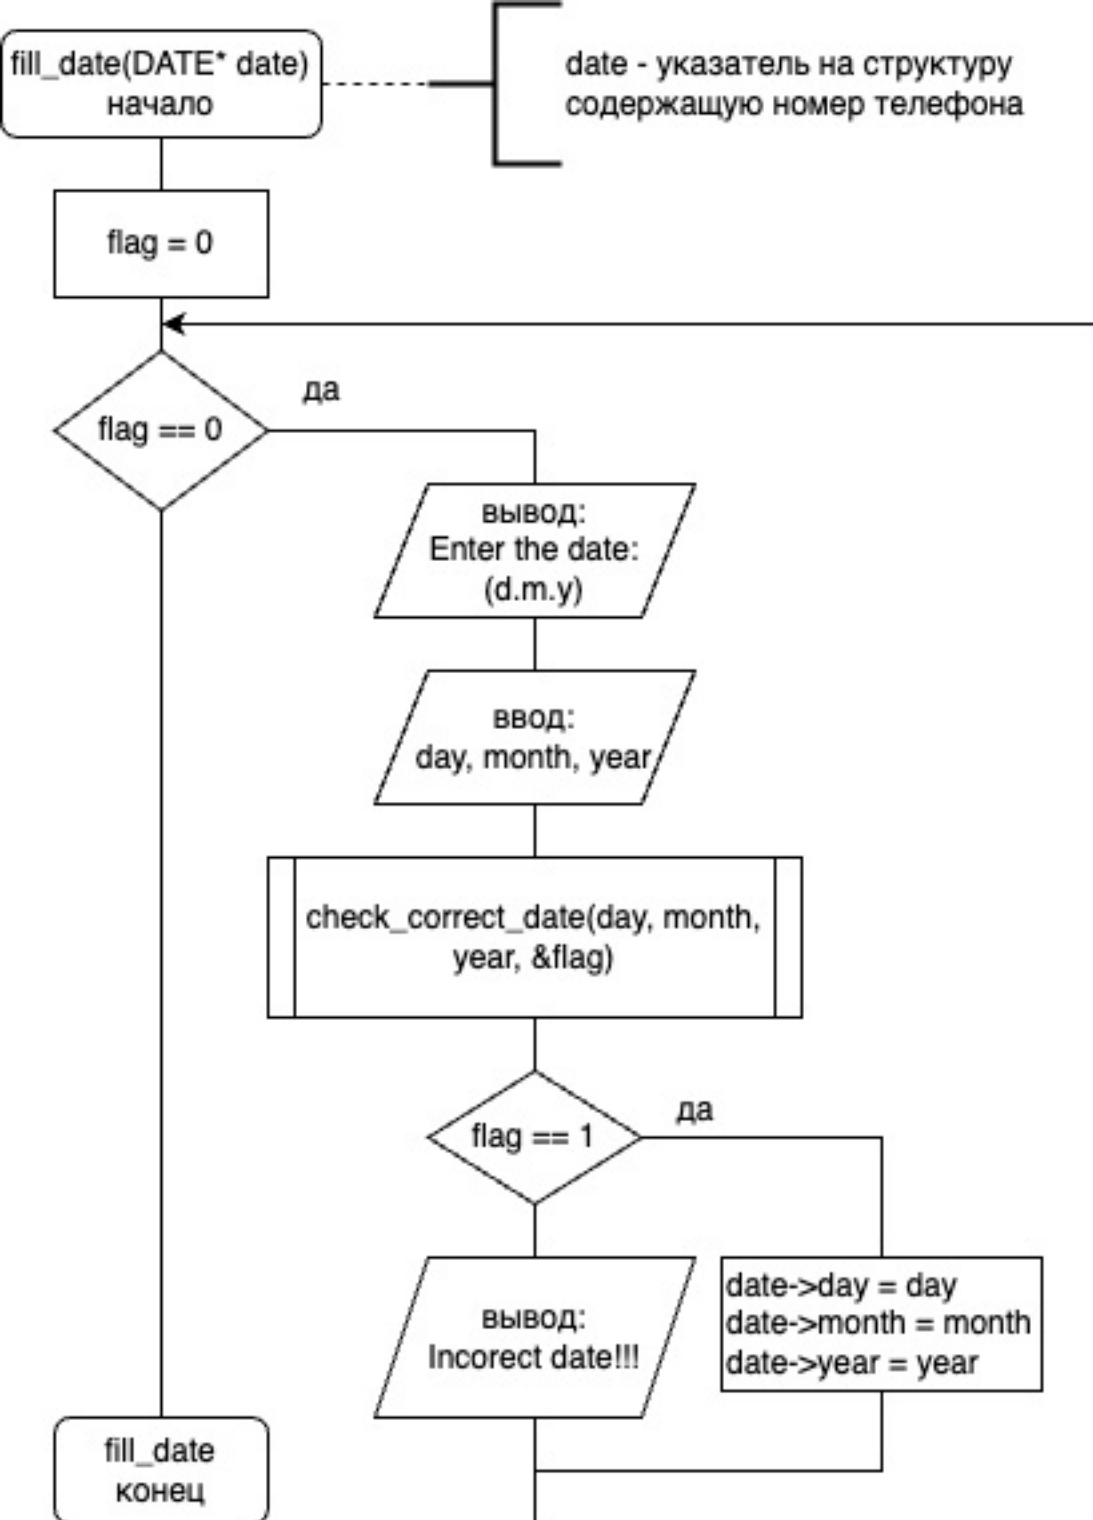 fill_date(DATE* date)
начало
date - указатель на структуру
содержащую номер телефона
flag = 0
flag == 0
да
вывод:
Enter the date:
(d.m.y)
ввод:
day, month, year
check_correct_date(day, month,
year, &flag)
flag == 1
да
вывод:
Incorect date!!!
date->day = day
date->month = month
date->year = year
fill_date
конец